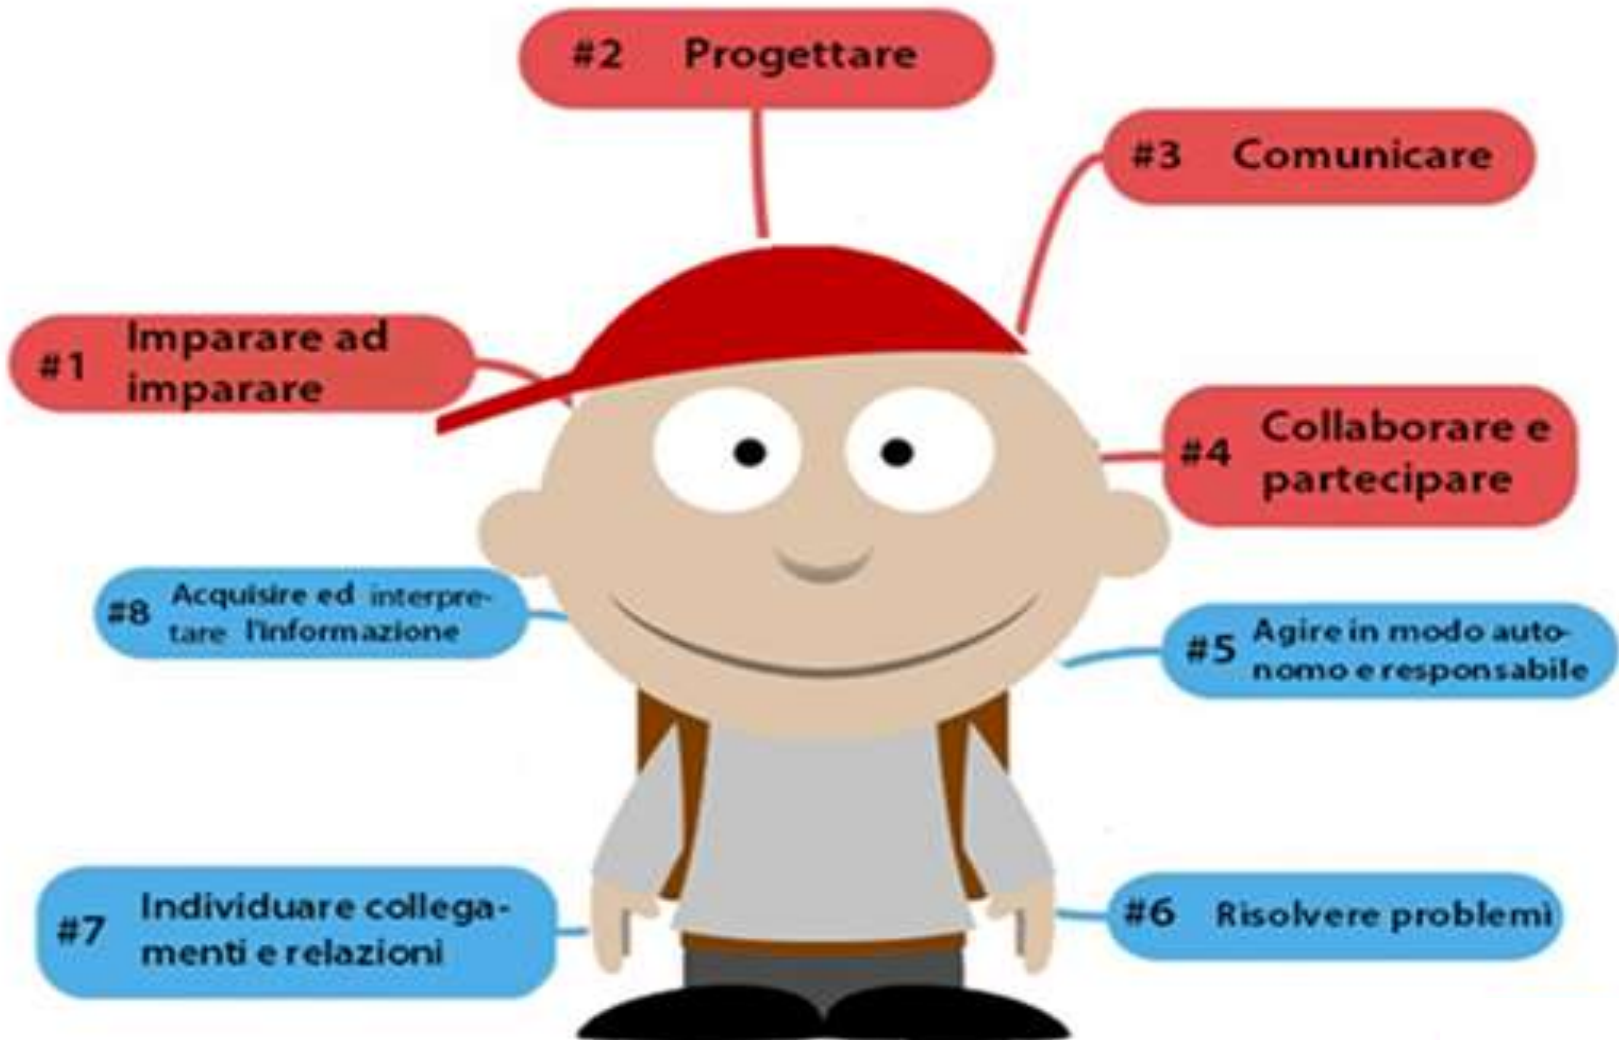 #1 Imparare ad
imparare
#2 Progettare
#3 Comunicare
#4 Collaborare e
partecipare
#5 Agire in modo auto-
nomo e responsabile
#6 Risolvere problemi
#7 Individuare collega-
menti e relazioni
#8 Acquisire ed interpre-
tare l'informazione